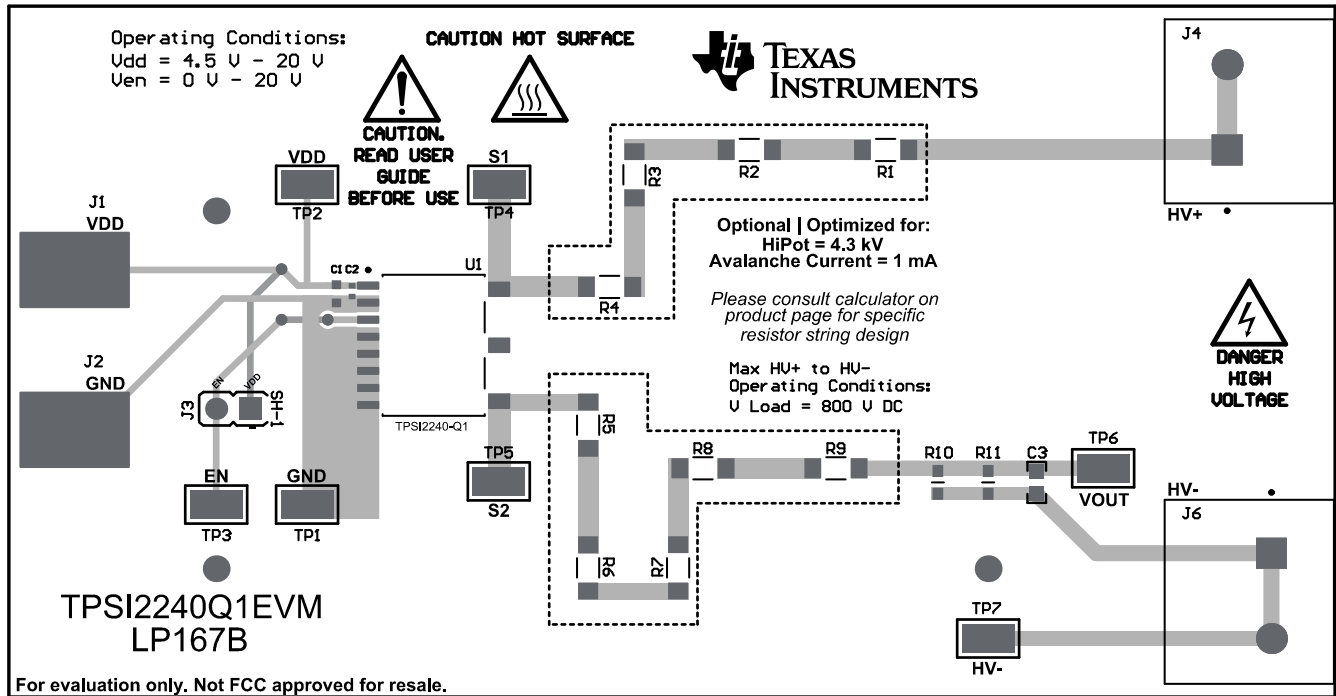 Operating Conditions:
Vdd = 4.5 V - 20 V
Ven = 0 V - 20 V
CAUTION HOT SURFACE
CAUTION.
READ USER
GUIDE
BEFORE USE
TEXAS
INSTRUMENTS
J4
HV+
J1
VDD
VDD
TP2
S1
TP4
R3
R2
R1
R4
Optional | Optimized for:
HiPot = 4.3 kV
Avalanche Current = 1 mA
Please consult calculator on
product page for specific
resistor string design
Max HV+ to HV-
Operating Conditions:
V Load = 800 V DC
DANGER
HIGH
VOLTAGE
C1 C2
U1
TPSI2240-Q1
J2
GND
J3
EN
VDD
SH-1
EN
TP3
GND
TP1
TP5
S2
R5
R6
R7
R8
R9
R10
R11
C3
TP6
VOUT
HV-
J6
TP7
HV-
TPSI2240Q1EVM
LP167B
For evaluation only. Not FCC approved for resale.